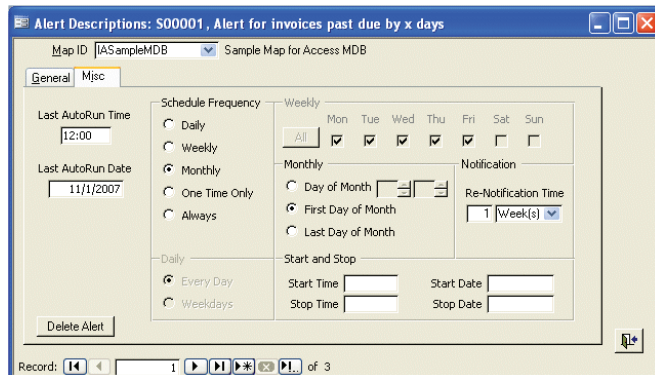 Alert Descriptions: S00001, Alert for invoices past due by x days
Map ID IASampleMDB Sample Map for Access MDB
General Misc
Last AutoRun Time
12:00
Last AutoRun Date
11/1/2007
Schedule Frequency
Daily
Weekly
Monthly
One Time Only
Always
Weekly
Mon Tue Wed Thu Fri Sat Sun
All
Monthly
Day of Month
First Day of Month
Last Day of Month
Notification
Re-Notification Time
1 Week(s)
Daily
Every Day
Weekdays
Start and Stop
Start Time Start Date
Stop Time Stop Date
Delete Alert
Record: 1 of 3